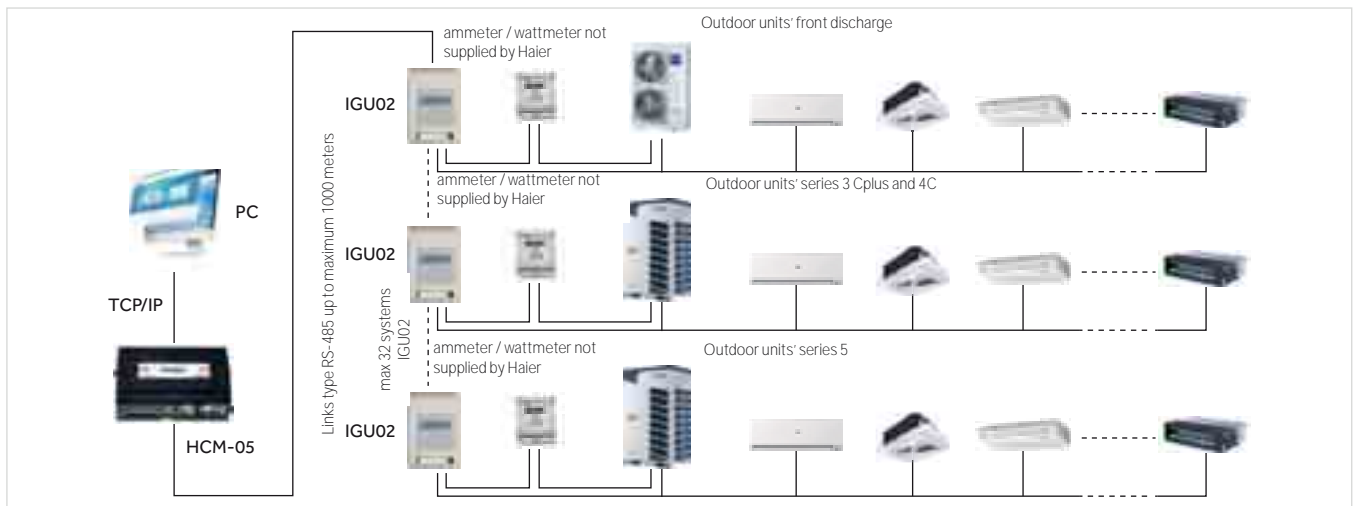 ammeter / wattmeter not
supplied by Haier
Outdoor units' front discharge
IGU02
ammeter / wattmeter not
supplied by Haier
Outdoor units' series 3 Cplus and 4C
PC
IGU02
TCP/IP
Links type RS-485 up to maximum 1000 meters
max 32 systems
IGU02
ammeter / wattmeter not
supplied by Haier
Outdoor units' series 5
IGU02
HCM-05